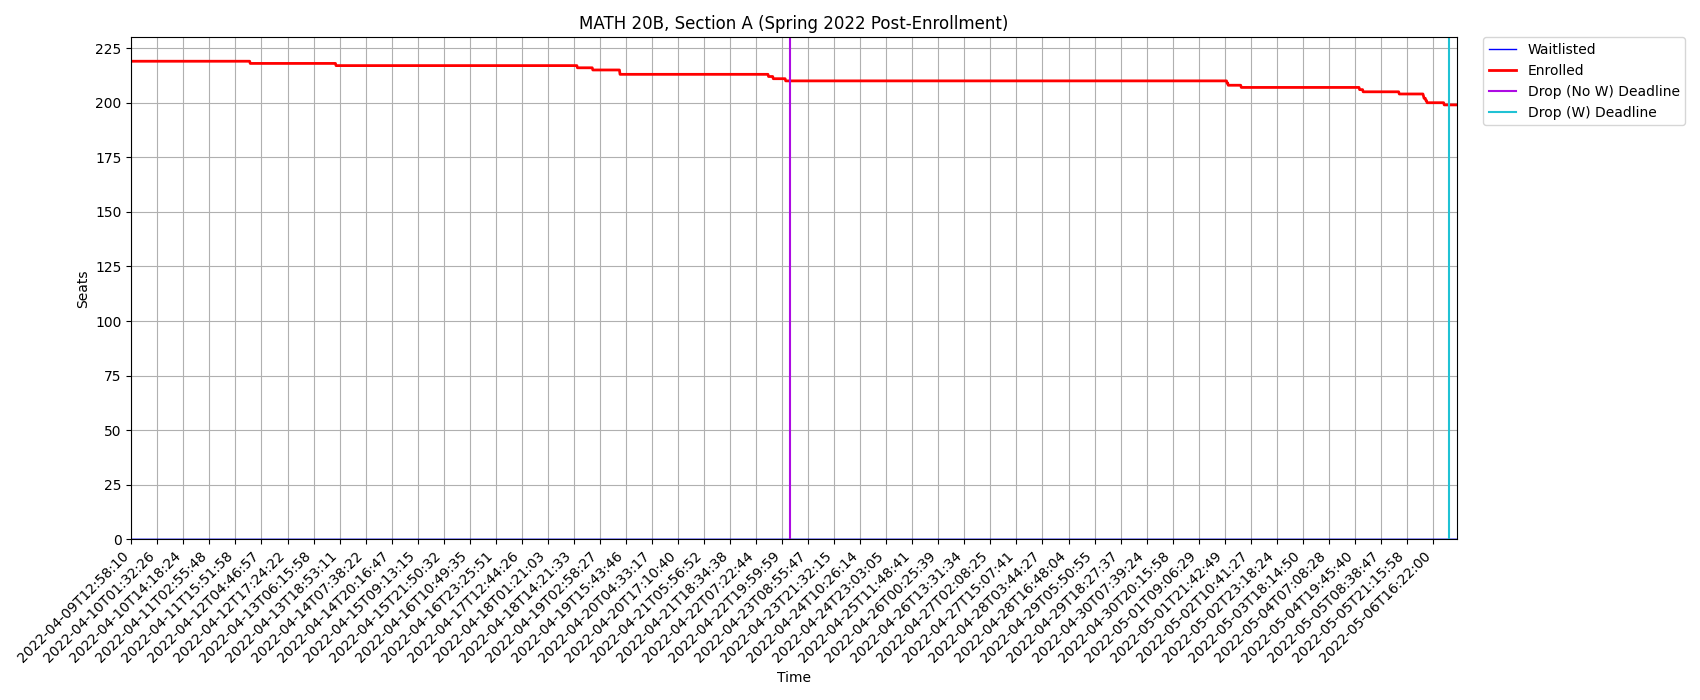 MATH 20B, Section A (Spring 2022 Post-Enrollment)
Waitlisted
Enrolled
Drop (No W) Deadline
Drop (W) Deadline
225
200
175
150
125
100
75
50
25
0
Seats
2022-04-09T12:58:10
2022-04-10T01:32:26
2022-04-10T14:18:24
2022-04-11T02:55:48
2022-04-11T15:51:58
2022-04-12T04:46:57
2022-04-12T17:24:22
2022-04-13T06:15:58
2022-04-13T18:53:11
2022-04-14T07:38:22
2022-04-14T20:16:47
2022-04-15T09:13:15
2022-04-15T21:50:32
2022-04-16T10:49:35
2022-04-16T23:25:51
2022-04-17T12:44:26
2022-04-18T01:21:03
2022-04-18T14:21:33
2022-04-19T02:58:27
2022-04-19T15:43:46
2022-04-20T04:33:17
2022-04-20T17:10:40
2022-04-21T05:56:52
2022-04-21T18:34:38
2022-04-22T07:22:44
2022-04-22T19:59:59
2022-04-23T08:55:47
2022-04-23T21:32:15
2022-04-24T10:26:14
2022-04-24T23:03:05
2022-04-25T11:48:41
2022-04-26T00:25:39
2022-04-26T13:31:34
2022-04-27T02:08:25
2022-04-27T15:07:41
2022-04-28T03:44:27
2022-04-28T16:48:04
2022-04-29T05:50:55
2022-04-29T18:27:37
2022-04-30T07:39:24
2022-04-30T20:15:58
2022-05-01T09:06:29
2022-05-01T21:42:49
2022-05-02T10:41:27
2022-05-02T23:18:24
2022-05-03T18:14:50
2022-05-04T07:08:28
2022-05-04T19:45:40
2022-05-05T08:38:47
2022-05-05T21:15:58
2022-05-06T16:22:00
Time